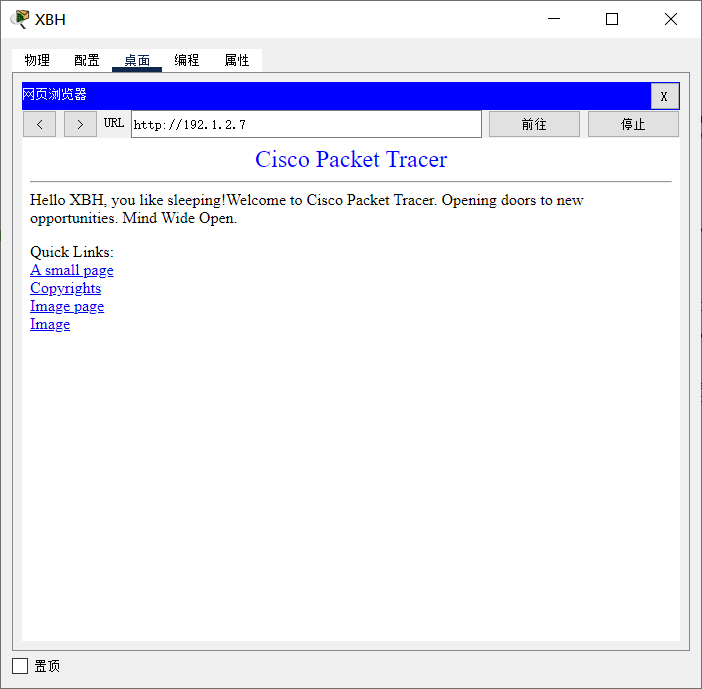 XBH
物理 配置 桌面 编程 属性
网页浏览器 X
< > URL http://192.1.2.7 前往 停止
Cisco Packet Tracer
Hello XBH, you like sleeping!Welcome to Cisco Packet Tracer. Opening doors to new
opportunities. Mind Wide Open.
Quick Links:
A small page
Copyrights
Image page
Image
置顶